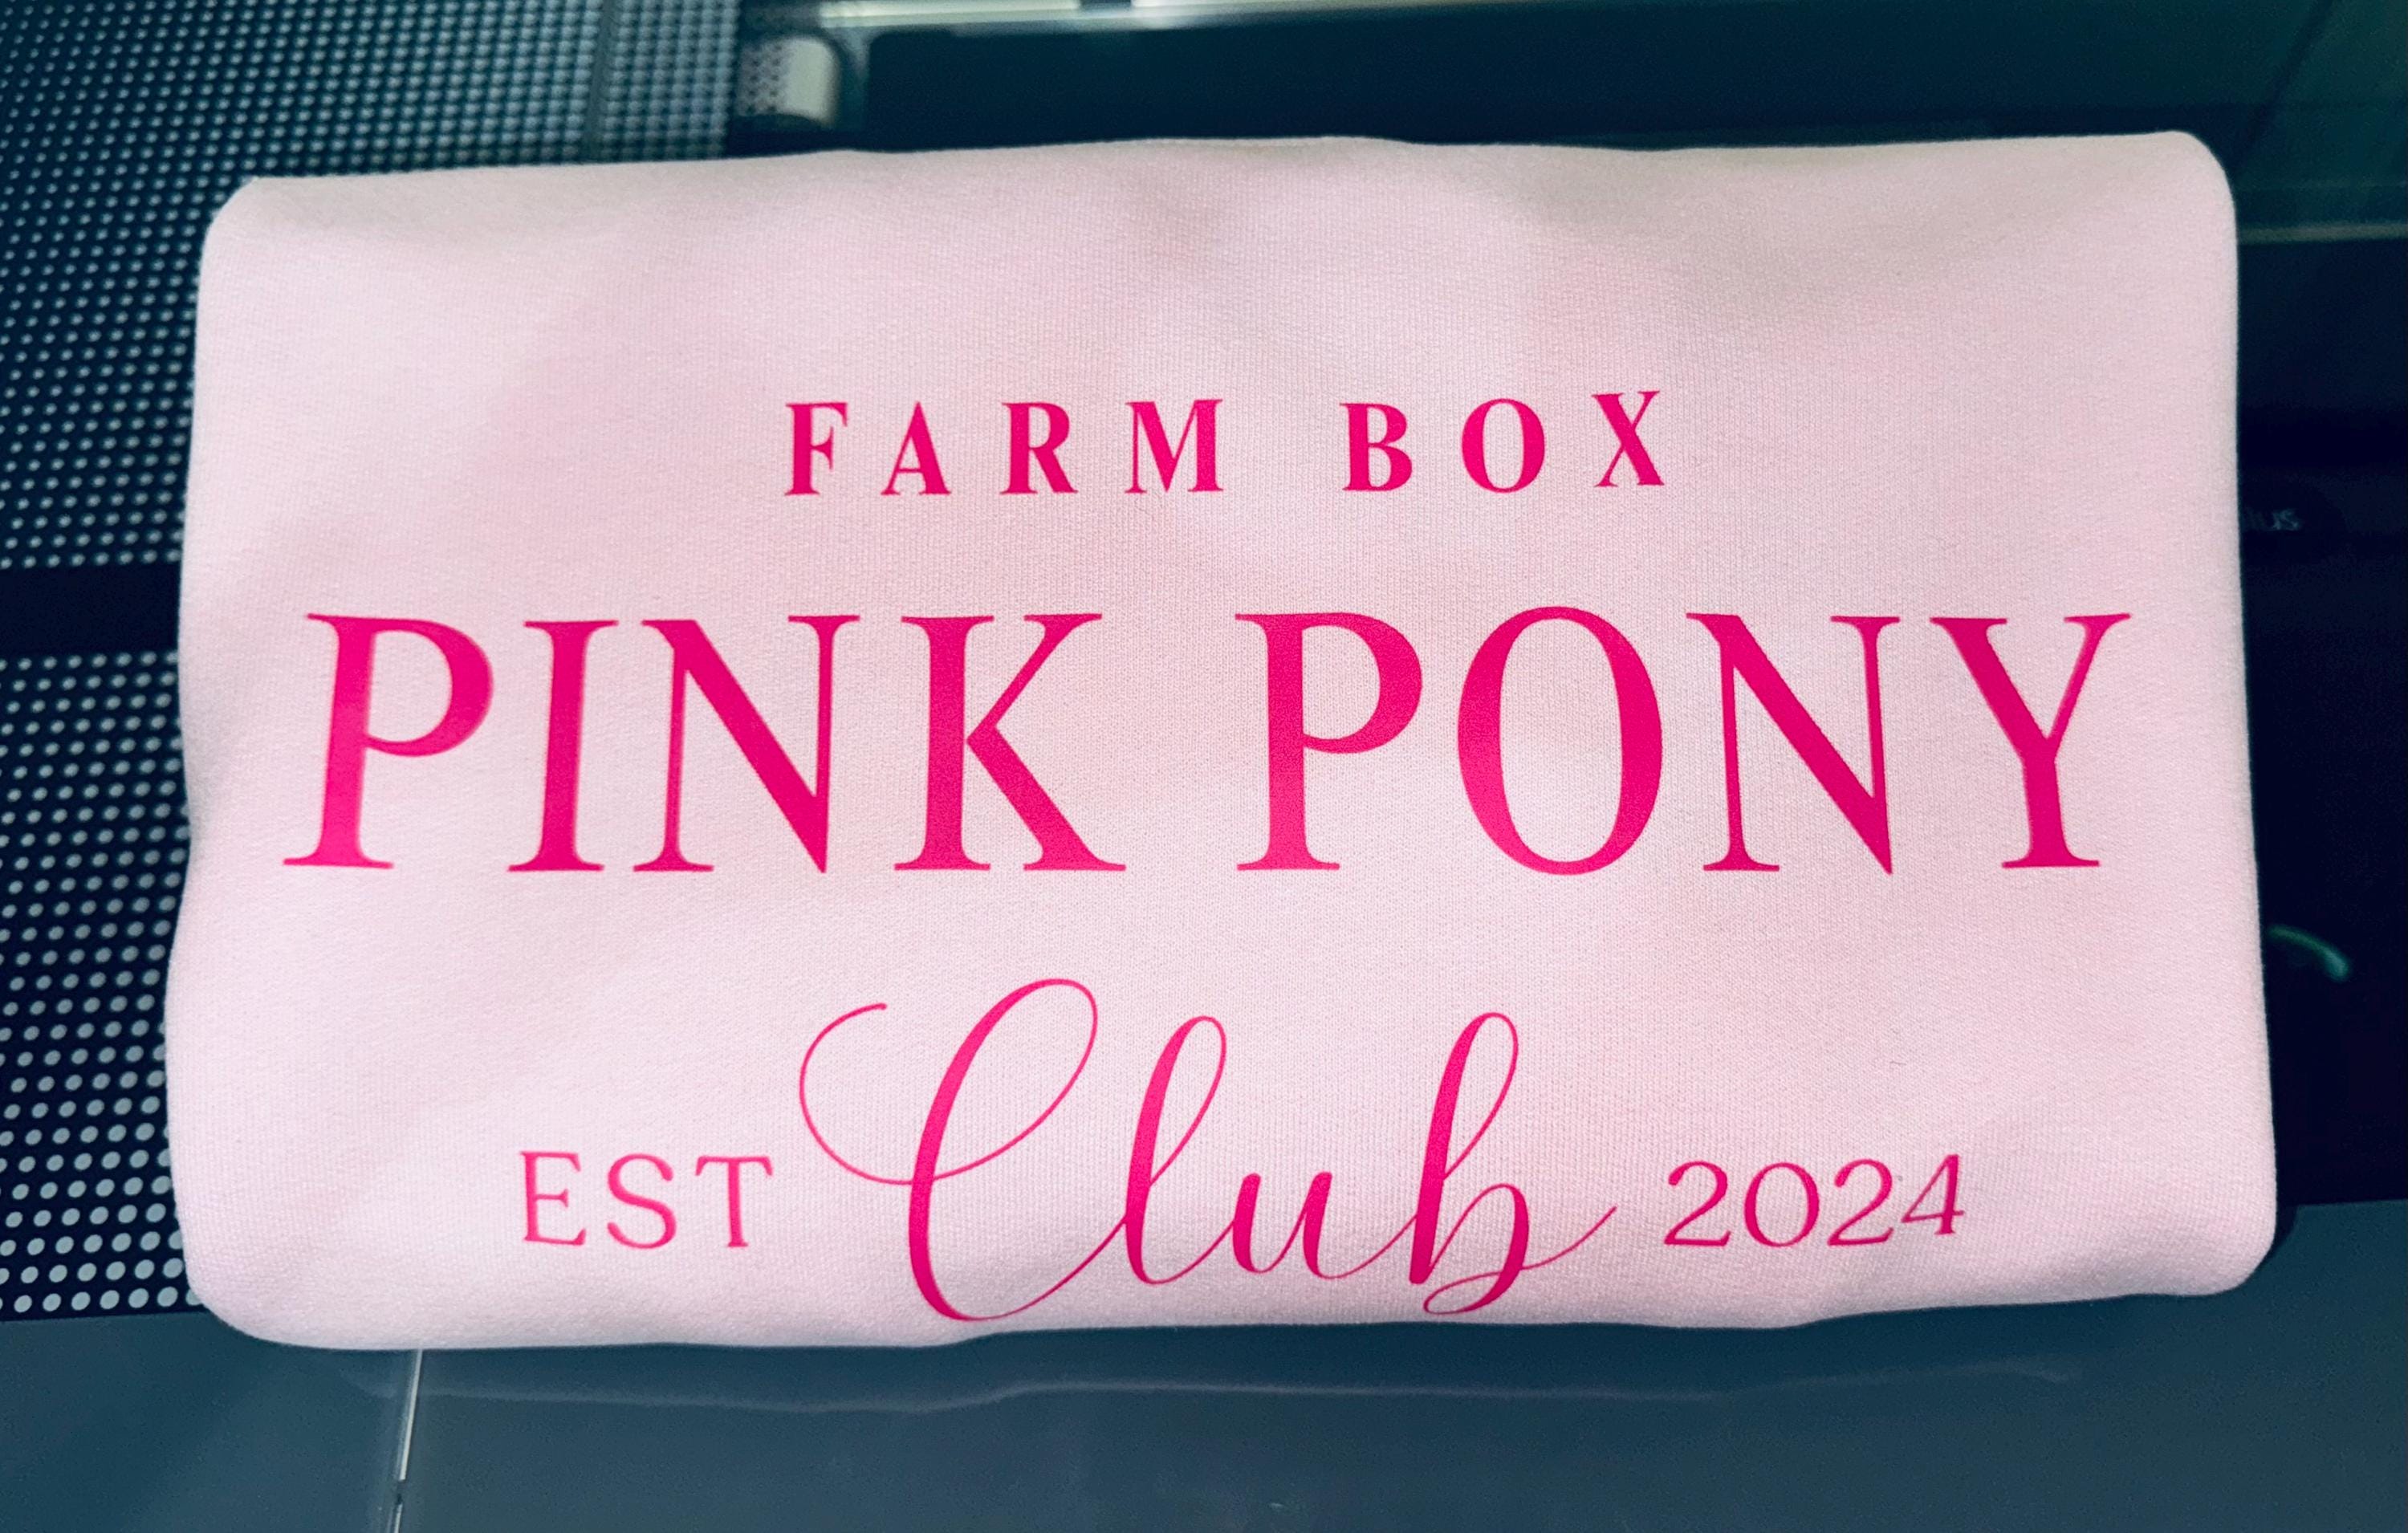 FARM BOX
PINK PONY
EST Club 2024